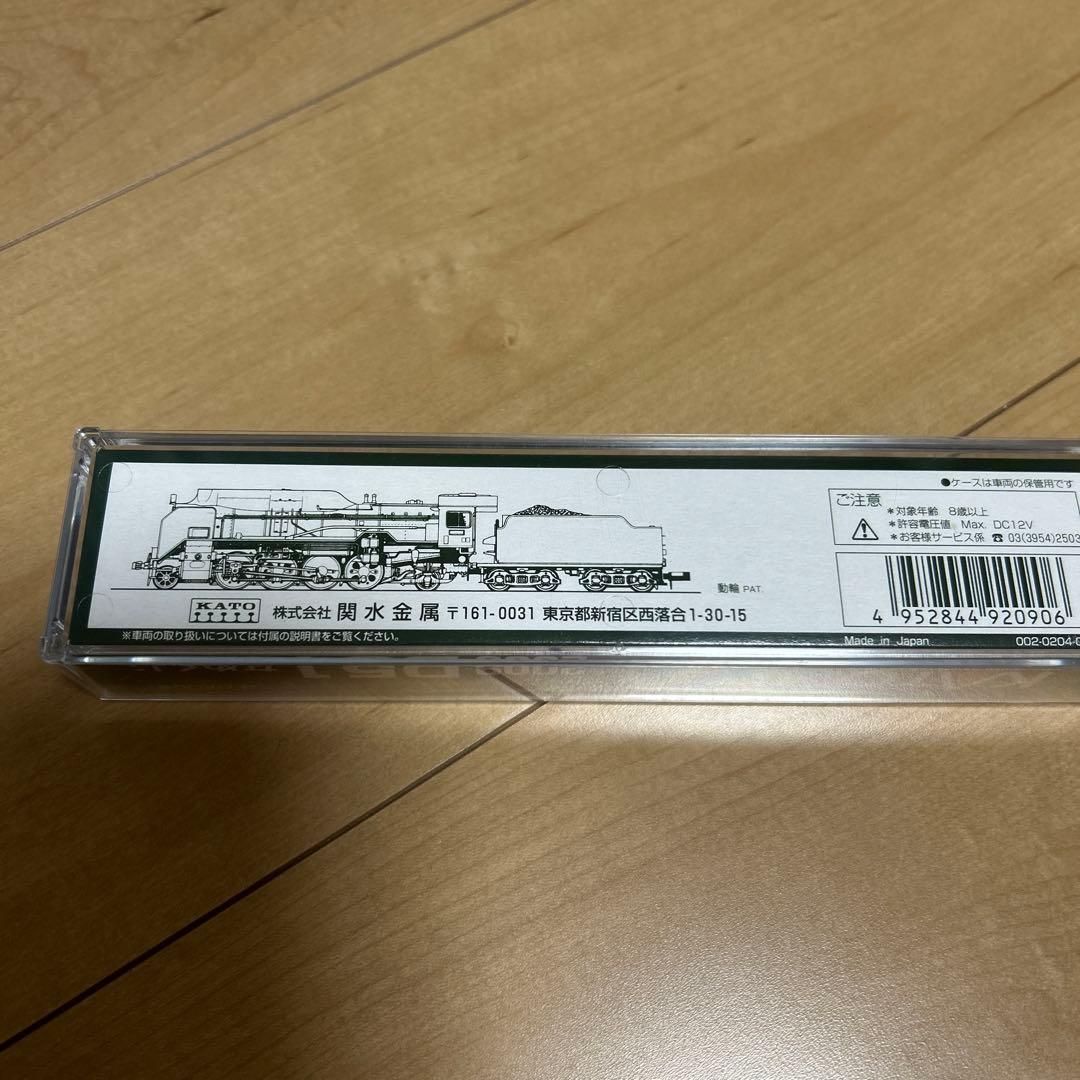 ●ケースは車両の保管用です
ご注意
*対象年齢 8歳以上
*許容電圧値 Max. DC12V
*お客様サービス係 ☎ 03(3954)2503
動輪 PAT.
KATO 株式会社 関水金属 〒161-0031 東京都新宿区西落合1-30-15
※車両の取り扱いについては付属の説明書をご覧ください。
4 952844 920906
Made in Japan
002-0204-0